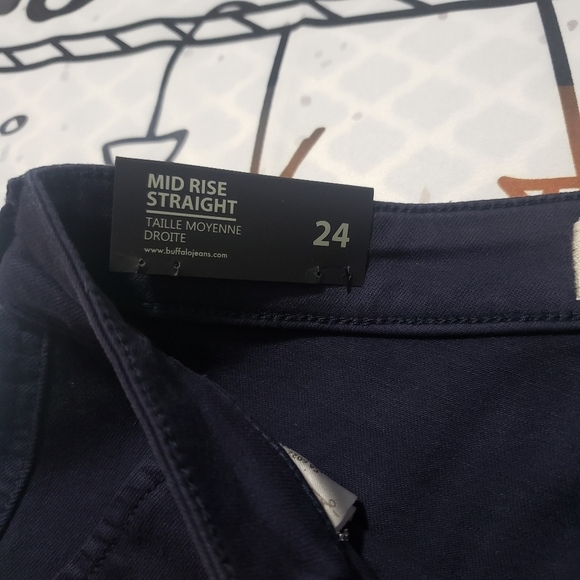 MID RISE
STRAIGHT
TAILLE MOYENNE
DROITE
www.buffalojeans.com
24